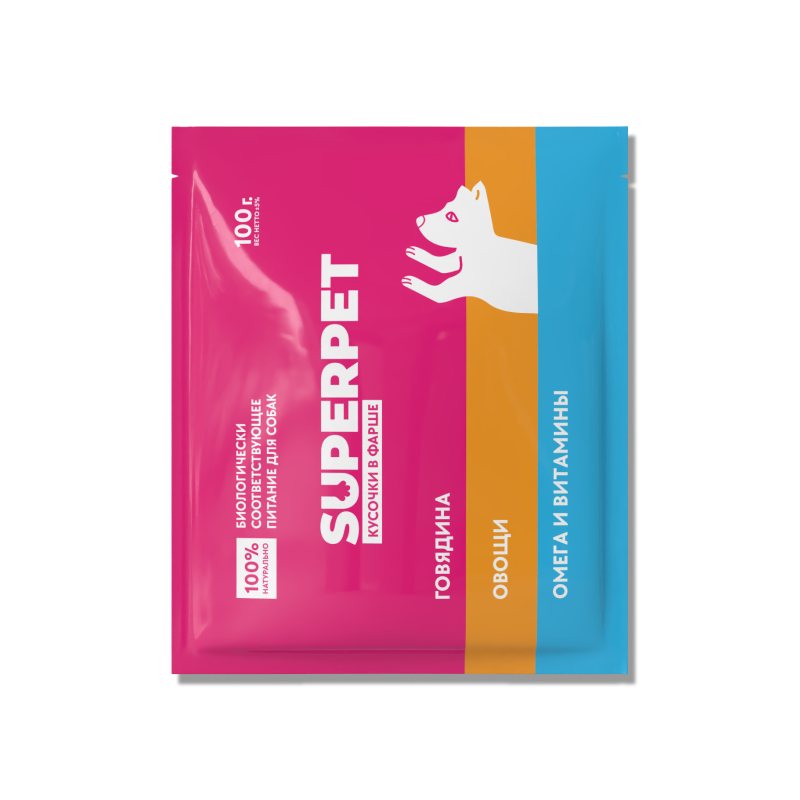 100%
НАТУРАЛЬНО
БИОЛОГИЧЕСКИ
СООТВЕТСТВУЮЩЕЕ
ПИТАНИЕ ДЛЯ СОБАК
100 г.
ВЕС НЕТТО±5%
SUPERPET
КУСОЧКИ В ФАРШЕ
ГОВЯДИНА
ОВОЩИ
ОМЕГА И ВИТАМИНЫ